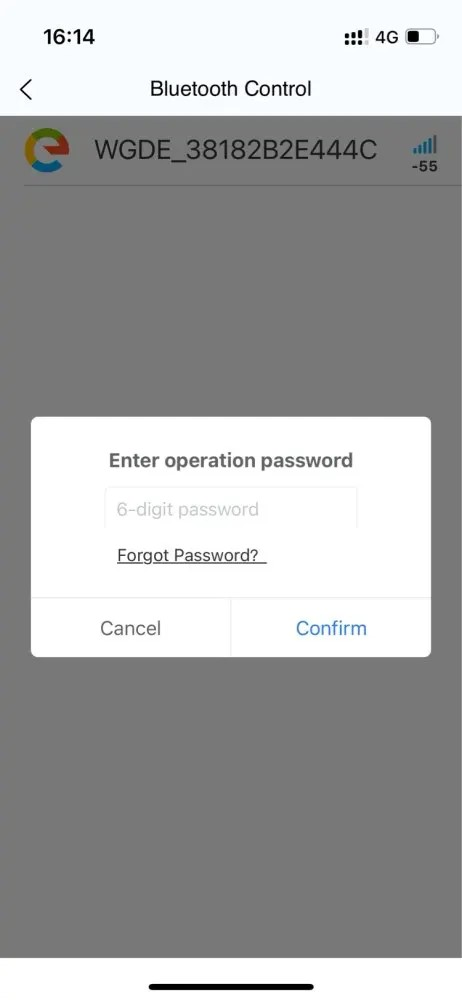 16:14
4G
Bluetooth Control
WGDE_38182B2E444C
-55
Enter operation password
6-digit password
Forgot Password?
Cancel
Confirm